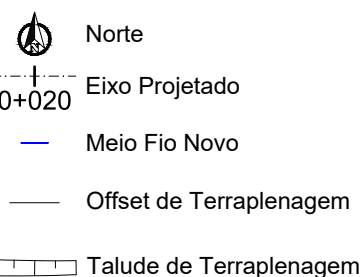 Norte
Eixo Projetado
0+020
Meio Fio Novo
Offset de Terraplenagem
Talude de Terraplenagem